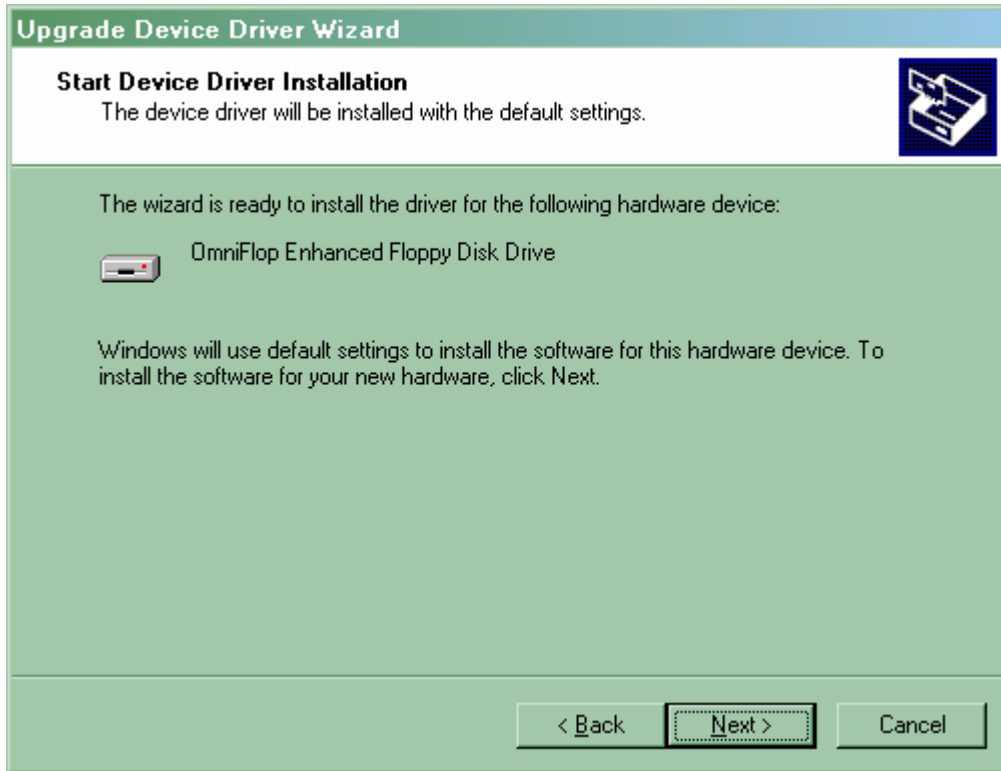 Upgrade Device Driver Wizard
Start Device Driver Installation
The device driver will be installed with the default settings.
The wizard is ready to install the driver for the following hardware device:
OmniFlop Enhanced Floppy Disk Drive
Windows will use default settings to install the software for this hardware device. To
install the software for your new hardware, click Next.
< Back
Next >
Cancel